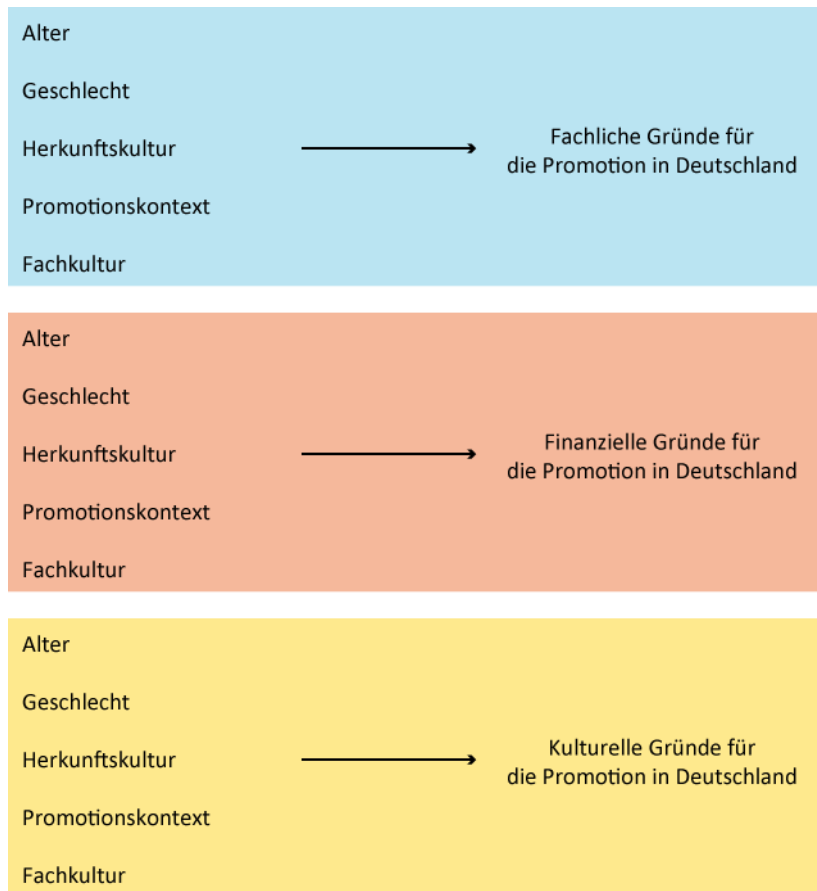 Alter
Geschlecht
Herkunftskultur
Promotionskontext
Fachkultur
Fachliche Gründe für
die Promotion in Deutschland
Alter
Geschlecht
Herkunftskultur
Promotionskontext
Fachkultur
Finanzielle Gründe für
die Promotion in Deutschland
Alter
Geschlecht
Herkunftskultur
Promotionskontext
Fachkultur
Kulturelle Gründe für
die Promotion in Deutschland